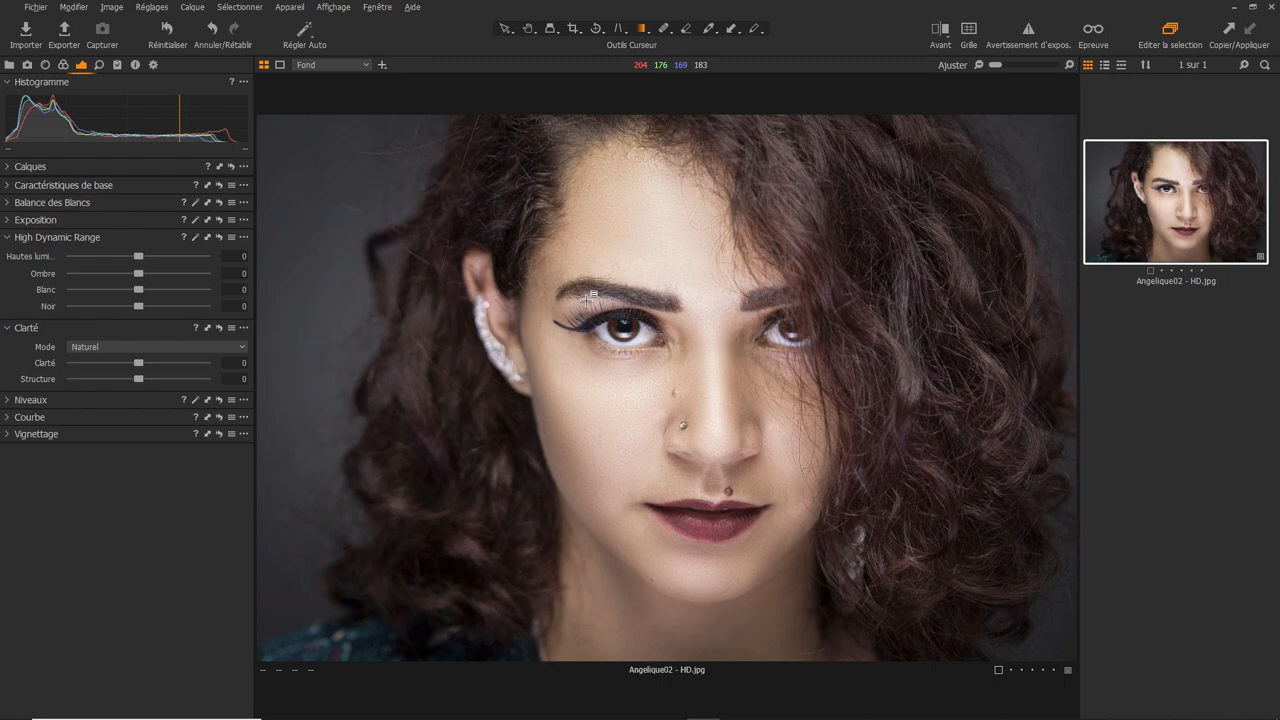 Fichier Modifier Image Réglages Calque Sélectionner Appareil Affichage Fenêtre Aide
Importer Exporter Capturer Réinitialiser Annuler/Rétablir Régler Auto Outils Curseur Avant Grille Avertissement d'expos. Epreuve Editer la selection Copier/Appliquer
Fond 204 176 169 183 Ajuster 1 sur 1
Histogramme
Calques
Caractéristiques de base
Balance des Blancs
Exposition
High Dynamic Range
Hautes lumi... 0
Ombre 0
Blanc 0
Noir 0
Clarté
Mode Naturel
Clarté 0
Structure 0
Niveaux
Courbe
Vignettage
Angelique02 - HD.jpg
Angelique02 - HD.jpg